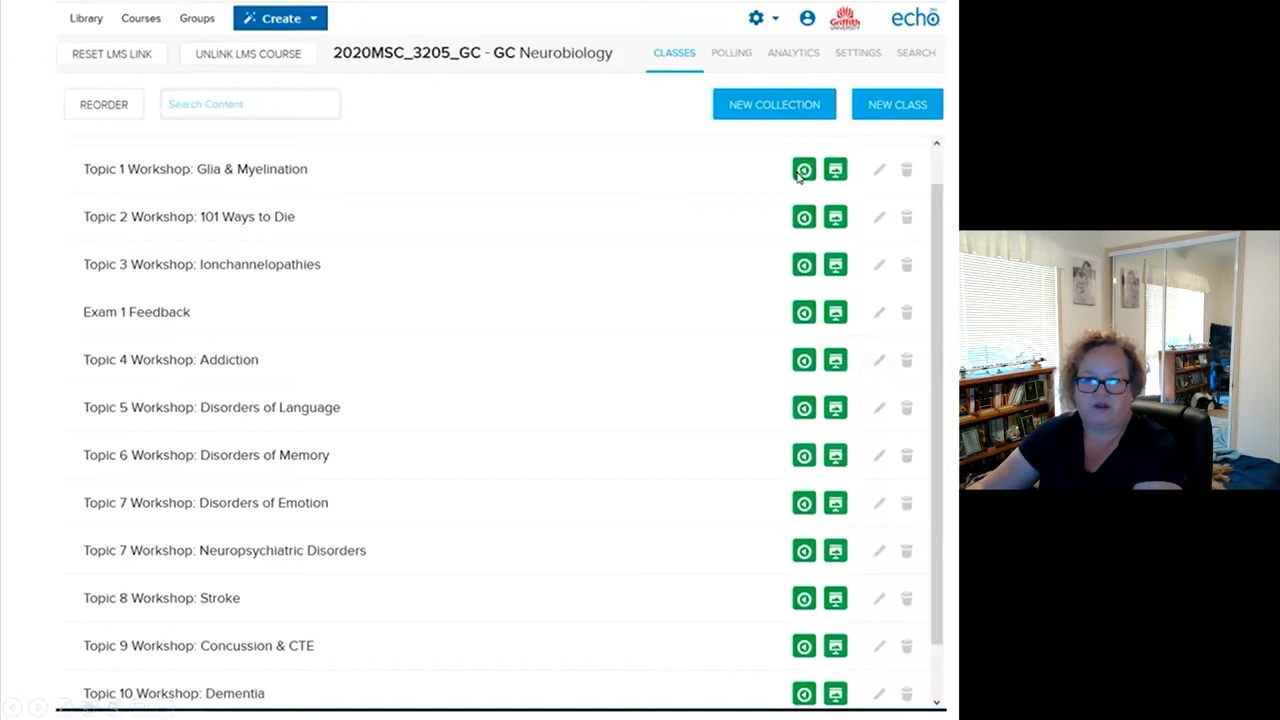 Library Courses Groups Create
Griffith UNIVERSITY echo
RESET LMS LINK UNLINK LMS COURSE 2020MSC_3205_GC - GC Neurobiology CLASSES POLLING ANALYTICS SETTINGS SEARCH
REORDER Search Content NEW COLLECTION NEW CLASS
Topic 1 Workshop: Glia & Myelination
Topic 2 Workshop: 101 Ways to Die
Topic 3 Workshop: Ionchannelopathies
Exam 1 Feedback
Topic 4 Workshop: Addiction
Topic 5 Workshop: Disorders of Language
Topic 6 Workshop: Disorders of Memory
Topic 7 Workshop: Disorders of Emotion
Topic 7 Workshop: Neuropsychiatric Disorders
Topic 8 Workshop: Stroke
Topic 9 Workshop: Concussion & CTE
Topic 10 Workshop: Dementia